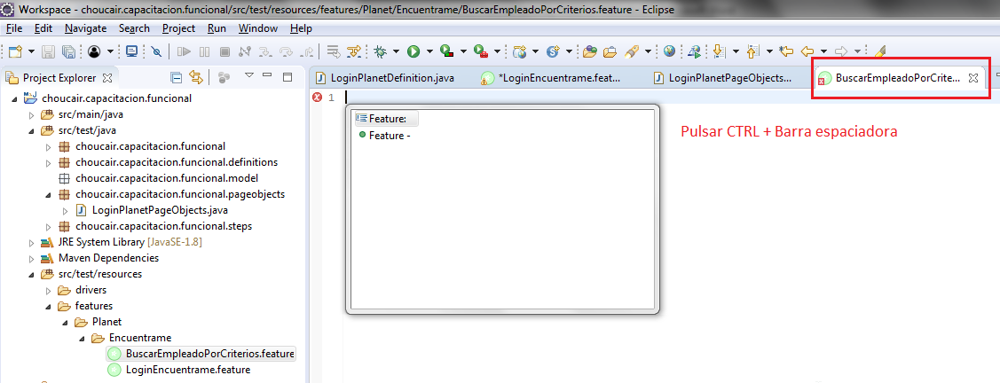 Workspace - choucair.capacitacion.funcional/src/test/resources/features/Planet/Encuentrame/BuscarEmpleadoPorCriterios.feature - Eclipse
File Edit Navigate Search Project Run Window Help
Project Explorer
LoginPlanetDefinition.java
*LoginEncuentrame.feat...
LoginPlanetPageObjects...
BuscarEmpleadoPorCrite...
choucair.capacitacion.funcional
src/main/java
src/test/java
choucair.capacitacion.funcional
choucair.capacitacion.funcional.definitions
choucair.capacitacion.funcional.model
choucair.capacitacion.funcional.pageobjects
LoginPlanetPageObjects.java
choucair.capacitacion.funcional.steps
JRE System Library [JavaSE-1.8]
Maven Dependencies
src/test/resources
drivers
features
Planet
Encuentrame
BuscarEmpleadoPorCriterios.feature
LoginEncuentrame.feature
1
Feature:
Feature -
Pulsar CTRL + Barra espaciadora